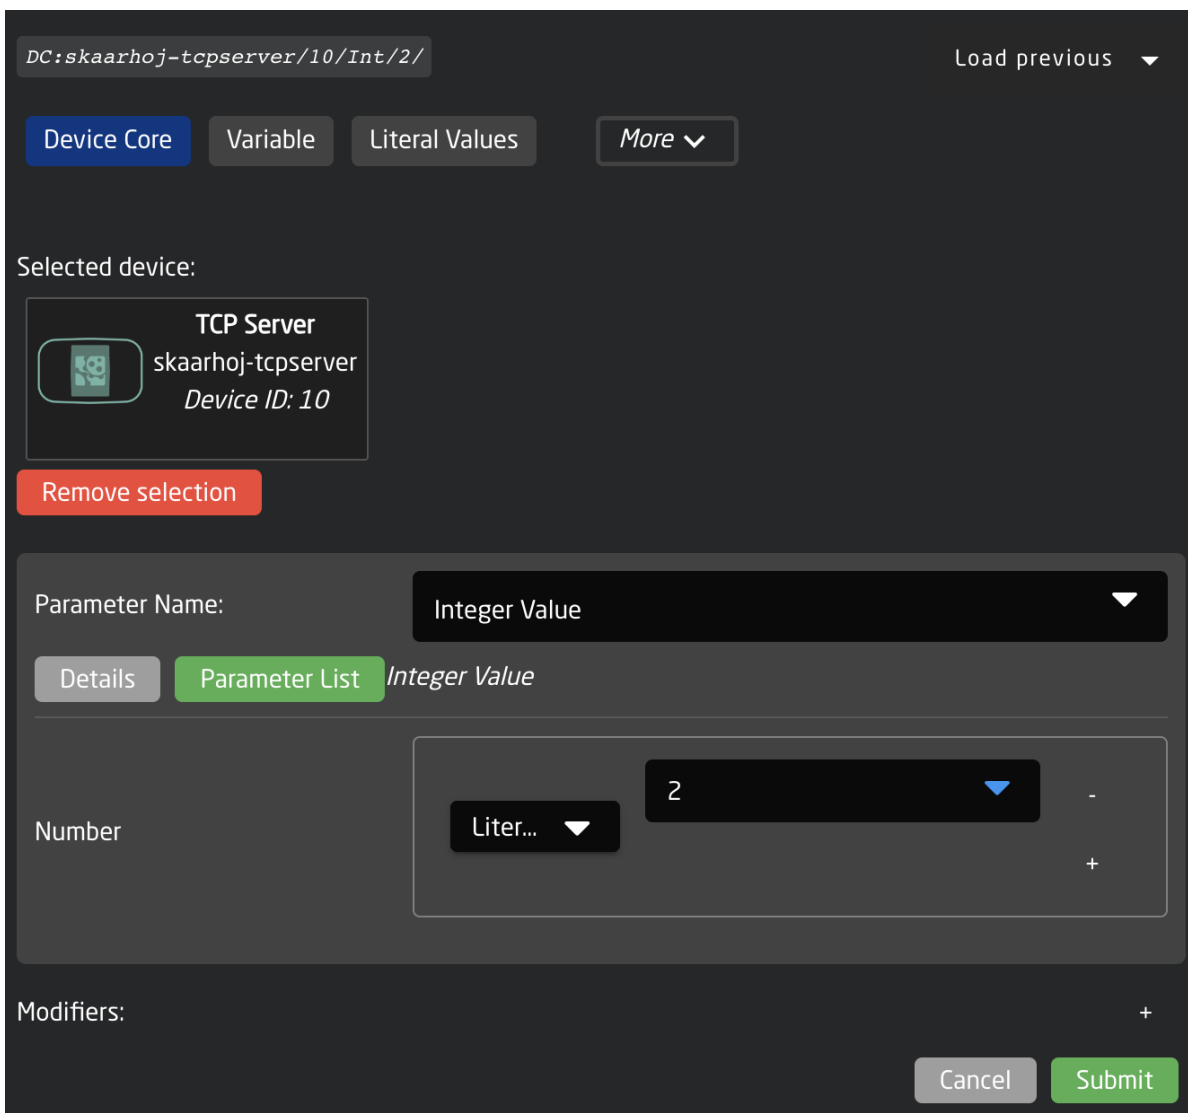 DC:skaarhoj-tcpserver/10/Int/2/
Load previous
Device Core
Variable
Literal Values
More
Selected device:
TCP Server
skaarhoj-tcpserver
Device ID: 10
Remove selection
Parameter Name:
Integer Value
Details
Parameter List
Integer Value
Number
Liter...
2
-
+
Modifiers:
+
Cancel
Submit